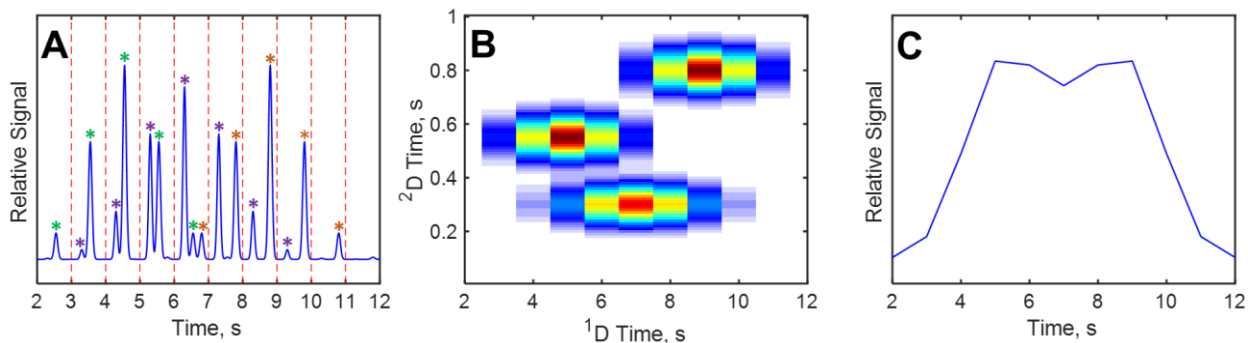 A
Relative Signal
* * * * * * * * * * * * * * *
2 3 4 5 6 7 8 9 10 11 12
Time, s
B
²D Time, s
1
0.8
0.6
0.4
0.2
2 4 6 8 10 12
¹D Time, s
C
Relative Signal
2 4 6 8 10 12
Time, s